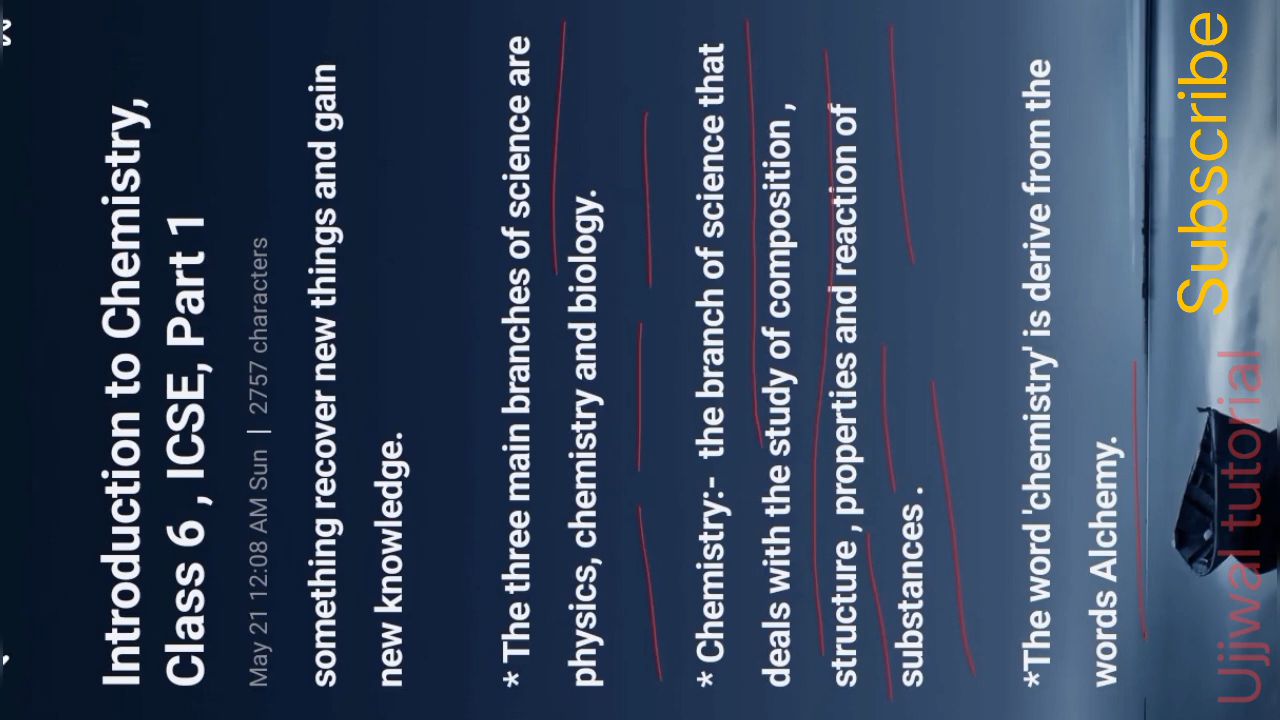 Introduction to Chemistry,
Class 6 , ICSE, Part 1
May 21 12:08 AM Sun | 2757 characters
something recover new things and gain
new knowledge.
* The three main branches of science are
physics, chemistry and biology.
* Chemistry:- the branch of science that
deals with the study of composition ,
structure , properties and reaction of
substances .
*The word 'chemistry' is derive from the
words Alchemy.
Ujjwal tutorial Subscribe